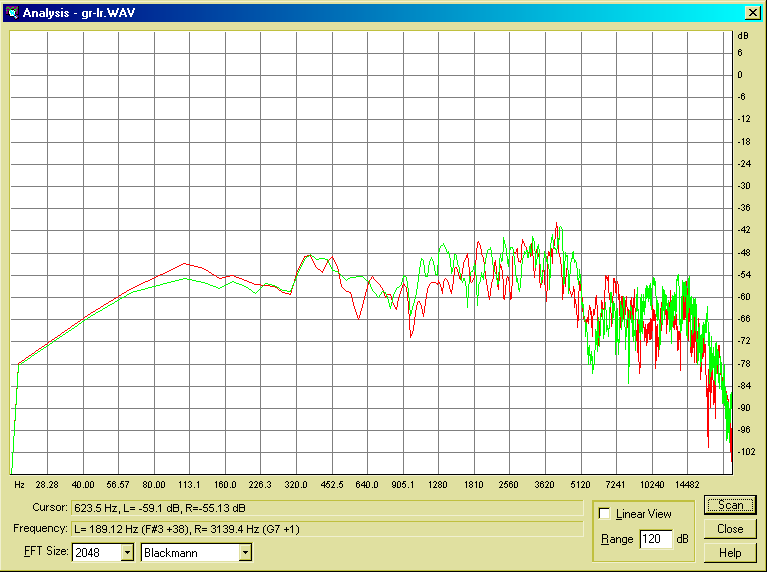 Analysis - gr-lr.WAV
dB
6
0
-6
-12
-18
-24
-30
-36
-42
-48
-54
-60
-66
-72
-78
-84
-90
-96
-102
Hz 28.28 40.00 56.57 80.00 113.1 160.0 226.3 320.0 452.5 640.0 905.1 1280 1810 2560 3620 5120 7241 10240 14482
Cursor: 623.5 Hz, L= -59.1 dB, R=-55.13 dB
Frequency: L= 189.12 Hz (F#3 +38), R= 3139.4 Hz (G7 +1)
FFT Size: 2048 Blackmann
Linear View
Range 120 dB
Scan
Close
Help